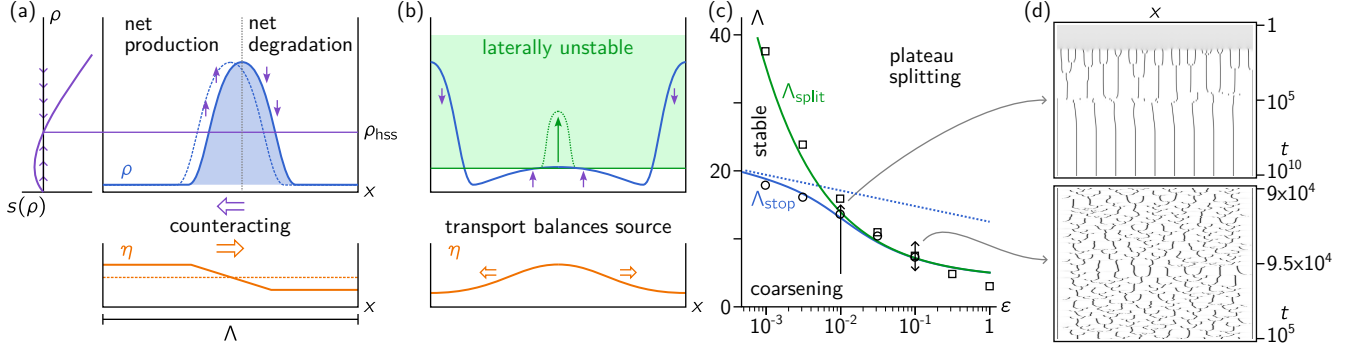 (a)
ρ
net
production
net
degradation
ρ_hss
ρ
x
s(ρ)
counteracting
η
x
Λ
(b)
laterally unstable
x
transport balances source
η
x
(c)
Λ
40
20
0
stable
Λ_split
Λ_stop
plateau
splitting
coarsening
ε
10^-3
10^-2
10^-1
1
(d)
x
1
10^5
t
10^10
9x10^4
9.5x10^4
t
10^5